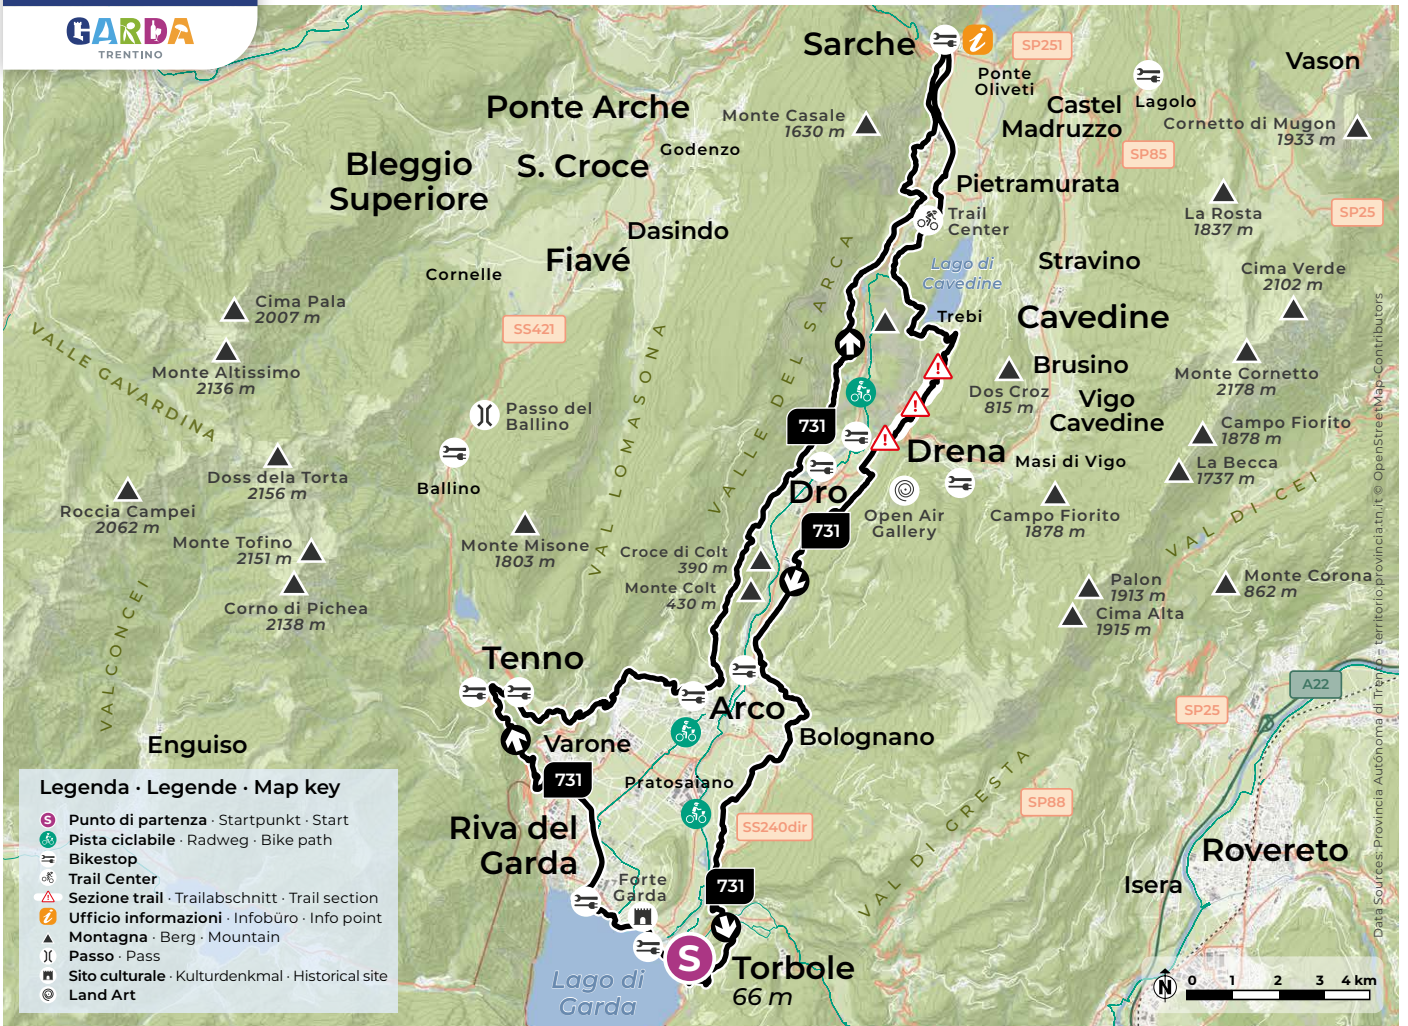 GARDA
TRENTINO
Sarche
i
SP251
Ponte
Oliveti
Vason
Lagolo
Ponte Arche
Monte Casale
1630 m
Castel
Madruzzo
Cornetto di Mugon
1933 m
Godenzo
SP85
Bleggio
Superiore
S. Croce
Pietramurata
La Rosta
1837 m
SP25
Trail
Center
Dasindo
Fiavé
Cornelle
Lago di
Cavedine
Stravino
Cima Verde
2102 m
Cima Pala
2007 m
SS421
Trebi
Cavedine
VALLE GAVARDINA
VAL LOMASONA
VALLE DEL SARCA
Monte Altissimo
2136 m
Brusino
Monte Cornetto
2178 m
Dos Croz
815 m
Vigo
Cavedine
Passo del
Ballino
731
Campo Fiorito
1878 m
Drena
Masi di Vigo
La Becca
1737 m
Doss dela Torta
2156 m
Ballino
Dro
Roccia Campei
2062 m
Open Air
Gallery
Campo Fiorito
1878 m
VAL DI CEI
731
Monte Tofino
2151 m
Monte Misone
1803 m
Croce di Colt
390 m
Monte Colt
430 m
Corno di Pichea
2138 m
Palon
1913 m
Cima Alta
1915 m
Monte Corona
862 m
VALCONCEI
Tenno
A22
Arco
SP25
Enguiso
Varone
Bolognano
731
Pratosaiano
VAL DI GRESTA
SP88
SS240dir
Riva del
Garda
Rovereto
Isera
Forte
Garda
731
S
Torbole
66 m
Lago di
Garda
Legenda · Legende · Map key
S Punto di partenza · Startpunkt · Start
Pista ciclabile · Radweg · Bike path
Bikestop
Trail Center
Sezione trail · Trailabschnitt · Trail section
i Ufficio informazioni · Infobüro · Info point
Montagna · Berg · Mountain
Passo · Pass
Sito culturale · Kulturdenkmal · Historical site
Land Art
N
0 1 2 3 4 km
Data Sources: Provincia Autónoma di Trento – territorio.provincia.tn.it © OpenStreetMap-Contributors